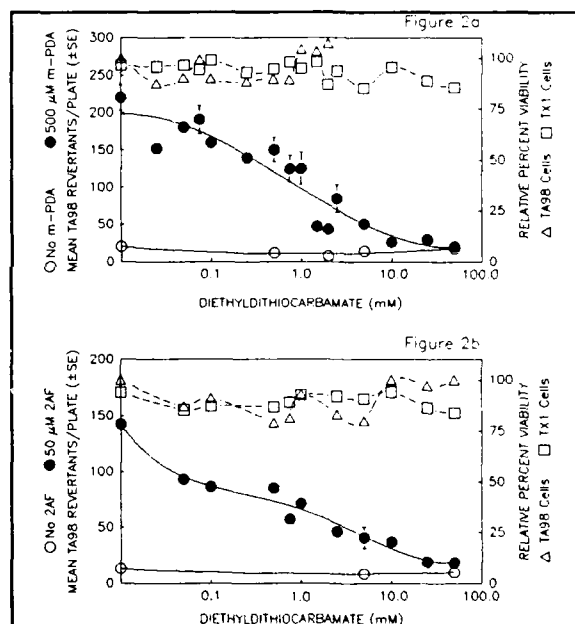 Figure 2a
○ No m-PDA ● 500 μM m-PDA
MEAN TA98 REVERTANTS/PLATE (±SE)
300
250
200
150
100
50
0
100
75
50
25
0
RELATIVE PERCENT VIABILITY
△ TA98 Cells □ TX1 Cells
0.1 1.0 10.0 100.0
DIETHYLDITHIOCARBAMATE (mM)
Figure 2b
○ No 2AF ● 50 μM 2AF
MEAN TA98 REVERTANTS/PLATE (±SE)
200
150
100
50
0
100
75
50
25
0
RELATIVE PERCENT VIABILITY
△ TA98 Cells □ TX1 Cells
0.1 1.0 10.0 100.0
DIETHYLDITHIOCARBAMATE (mM)